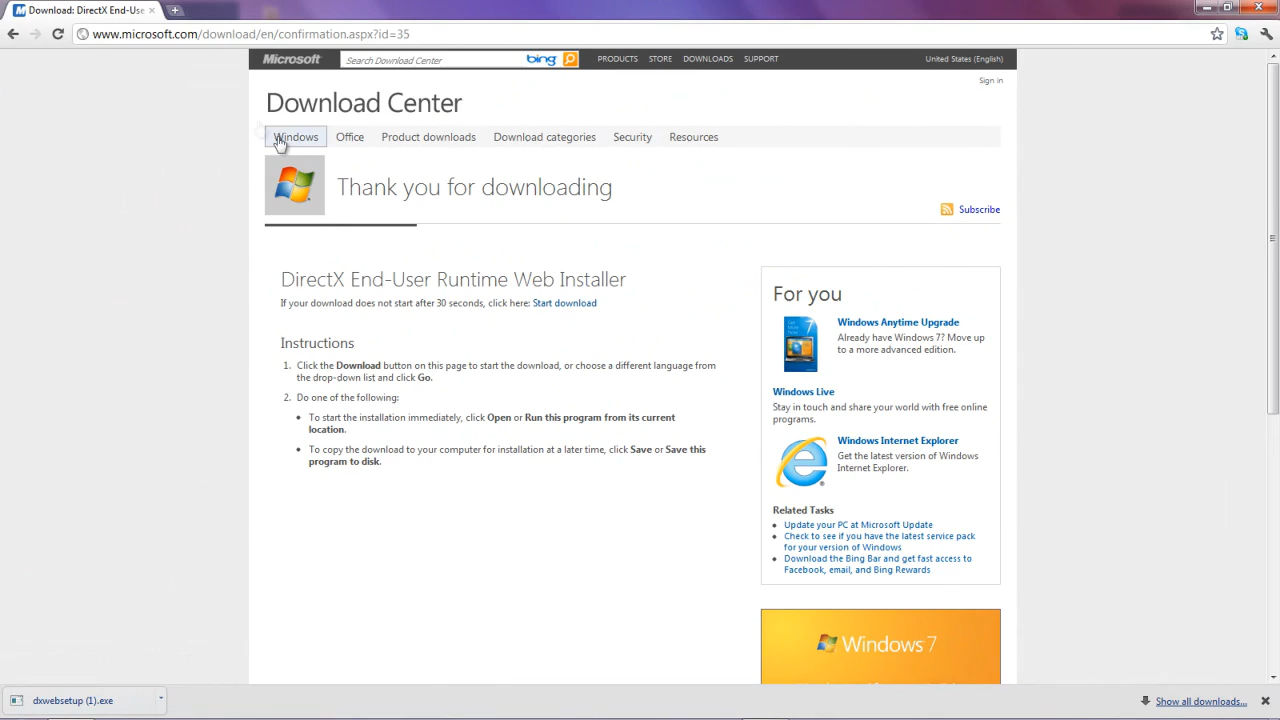 Download: DirectX End-User
www.microsoft.com/download/en/confirmation.aspx?id=35
Microsoft
Search Download Center
bing
PRODUCTS STORE DOWNLOADS SUPPORT
United States (English)
Sign in
Download Center
Windows Office Product downloads Download categories Security Resources
Thank you for downloading
Subscribe
DirectX End-User Runtime Web Installer
If your download does not start after 30 seconds, click here: Start download
Instructions
1. Click the Download button on this page to start the download, or choose a different language from
the drop-down list and click Go.
2. Do one of the following:
• To start the installation immediately, click Open or Run this program from its current
location.
• To copy the download to your computer for installation at a later time, click Save or Save this
program to disk.
For you
Windows Anytime Upgrade
Already have Windows 7? Move up
to a more advanced edition.
Windows Live
Stay in touch and share your world with free online
programs.
Windows Internet Explorer
Get the latest version of Windows
Internet Explorer.
Related Tasks
• Update your PC at Microsoft Update
• Check to see if you have the latest service pack
for your version of Windows
• Download the Bing Bar and get fast access to
Facebook, email, and Bing Rewards
Windows 7
dxwebsetup (1).exe
Show all downloads...